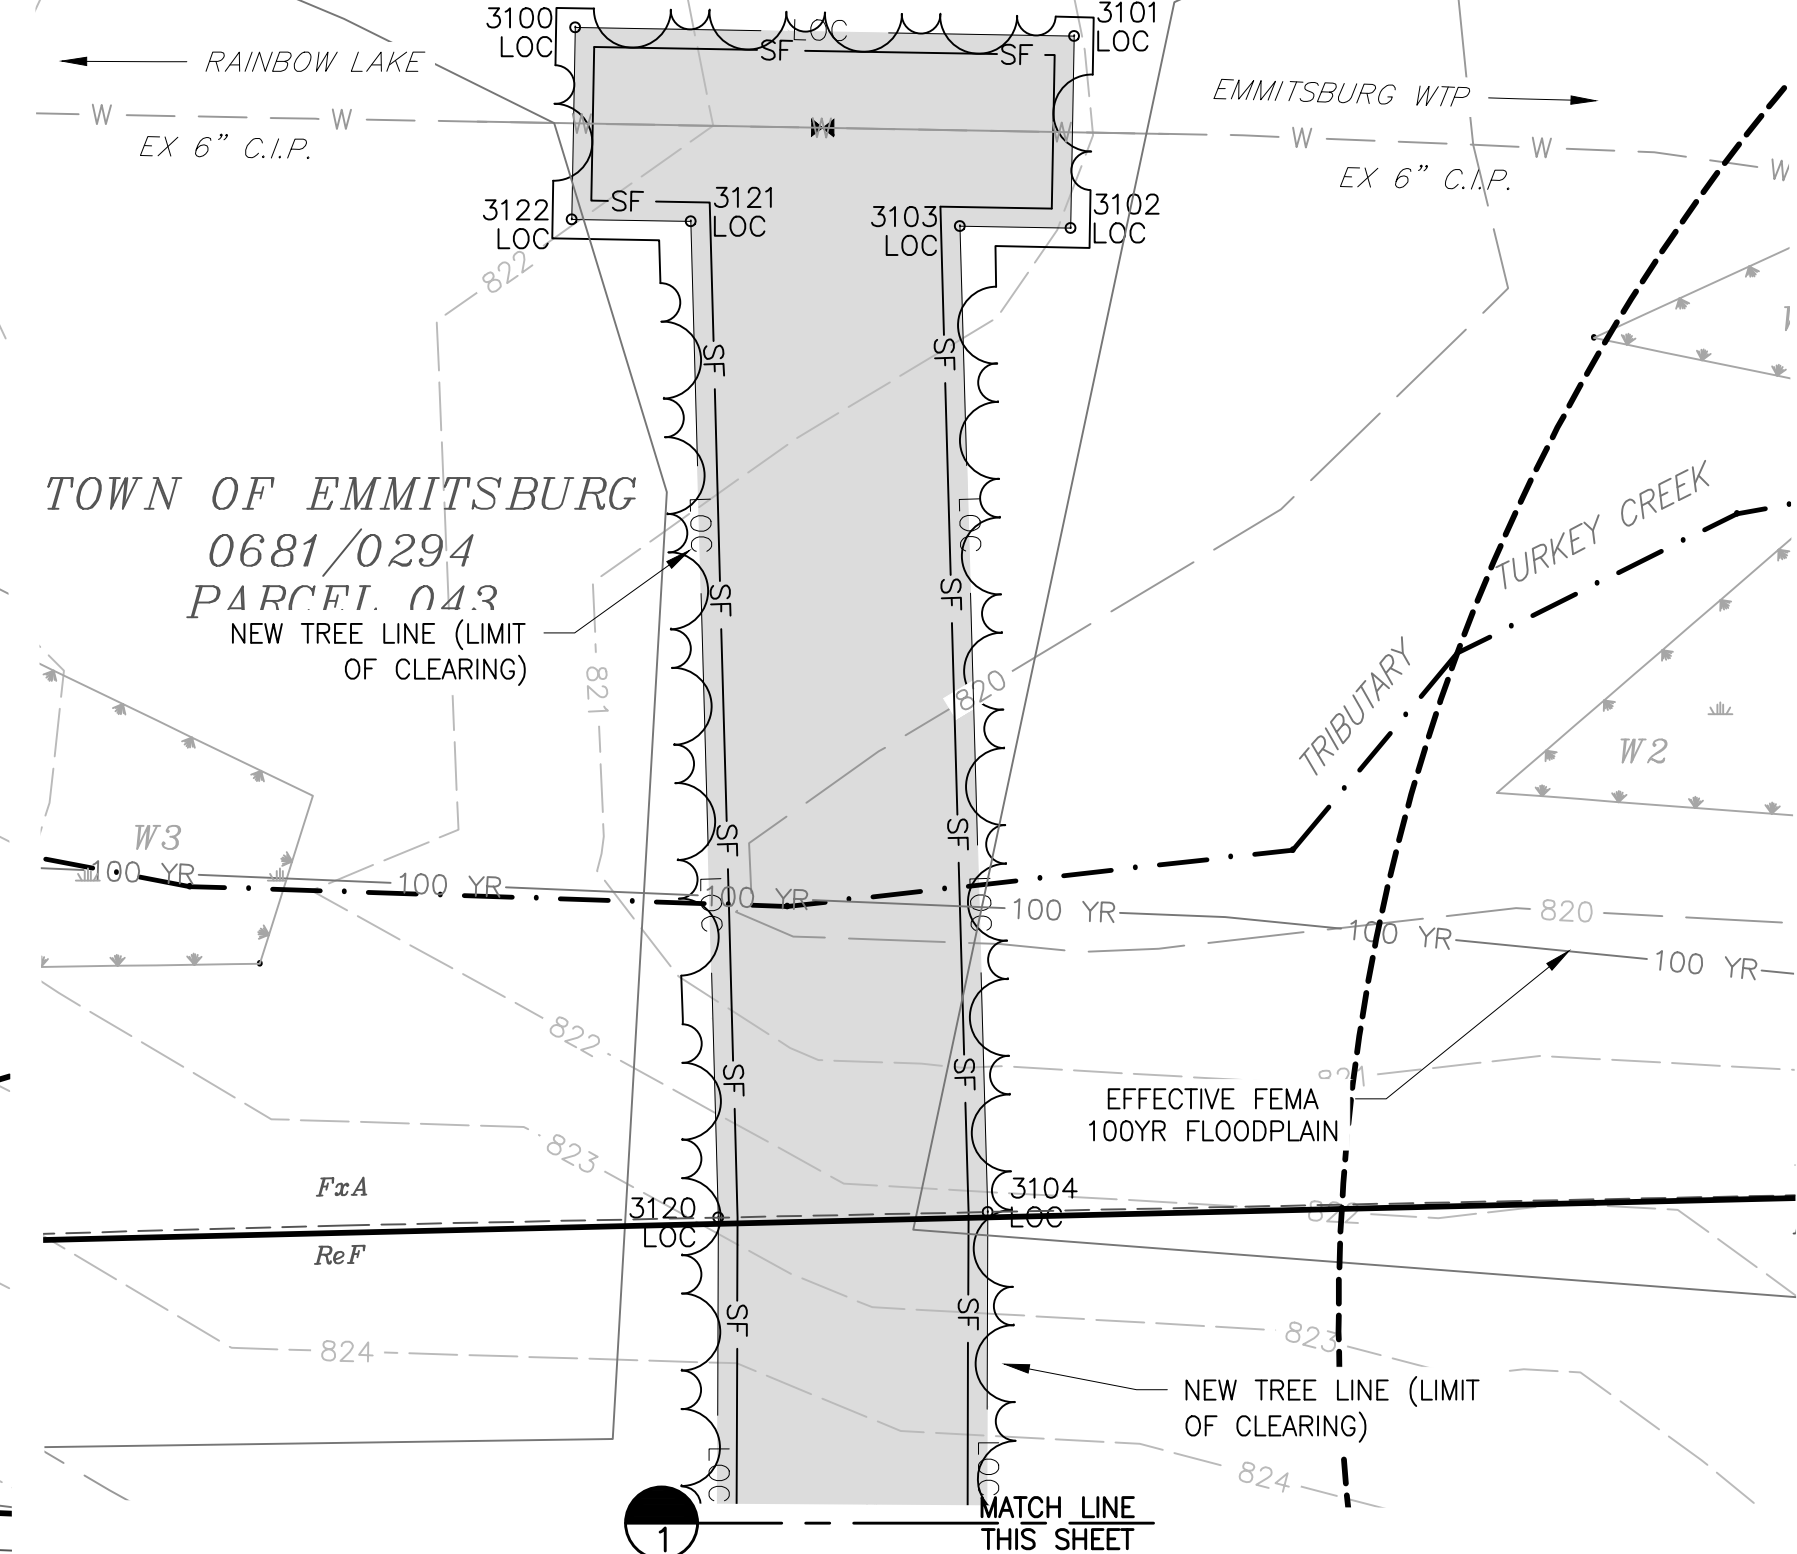 3100
LOC
LOC
3101
LOC
SF
SF
RAINBOW LAKE
EMMITSBURG WTP
W
W
W
W
W
W
W
W
EX 6" C.I.P.
EX 6" C.I.P.
SF
3122
LOC
3121
LOC
3103
LOC
3102
LOC
822
SF
SF
TOWN OF EMMITSBURG
0681/0294
PARCEL 043
LOC
LOC
TURKEY CREEK
TRIBUTARY
NEW TREE LINE (LIMIT
OF CLEARING)
SF
SF
821
820
W2
W3
SF
SF
100 YR
100 YR
100 YR
100 YR
100 YR
100 YR
LOC
LOC
820
822
SF
SF
821
EFFECTIVE FEMA
100YR FLOODPLAIN
823
FxA
3120
LOC
3104
LOC
822
ReF
SF
SF
823
824
NEW TREE LINE (LIMIT
OF CLEARING)
LOC
LOC
824
1
MATCH LINE
THIS SHEET